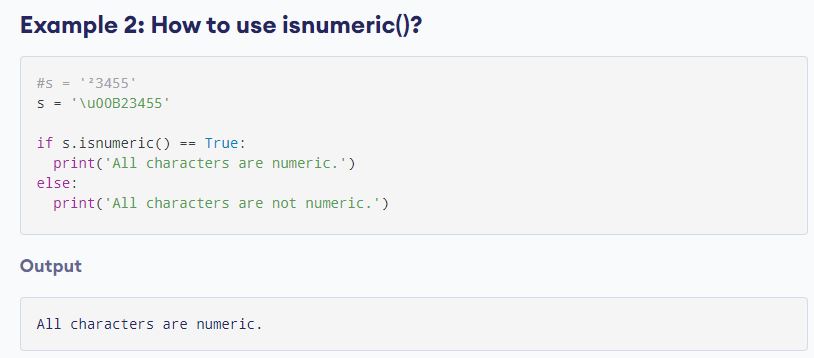 Example 2: How to use isnumeric()?
#s = '²3455'
s = '\u00B23455'
if s.isnumeric() == True:
print('All characters are numeric.')
else:
print('All characters are not numeric.')
Output
All characters are numeric.